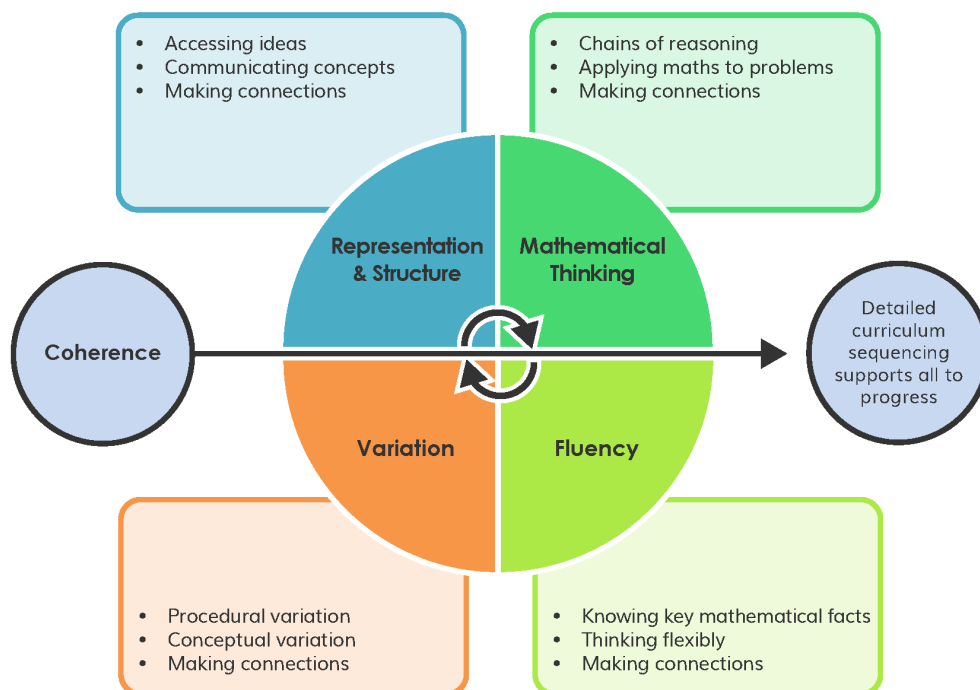 • Accessing ideas
• Communicating concepts
• Making connections
• Chains of reasoning
• Applying maths to problems
• Making connections
Representation
& Structure
Mathematical
Thinking
Coherence
Detailed
curriculum
sequencing
supports all to
progress
Variation
Fluency
• Procedural variation
• Conceptual variation
• Making connections
• Knowing key mathematical facts
• Thinking flexibly
• Making connections